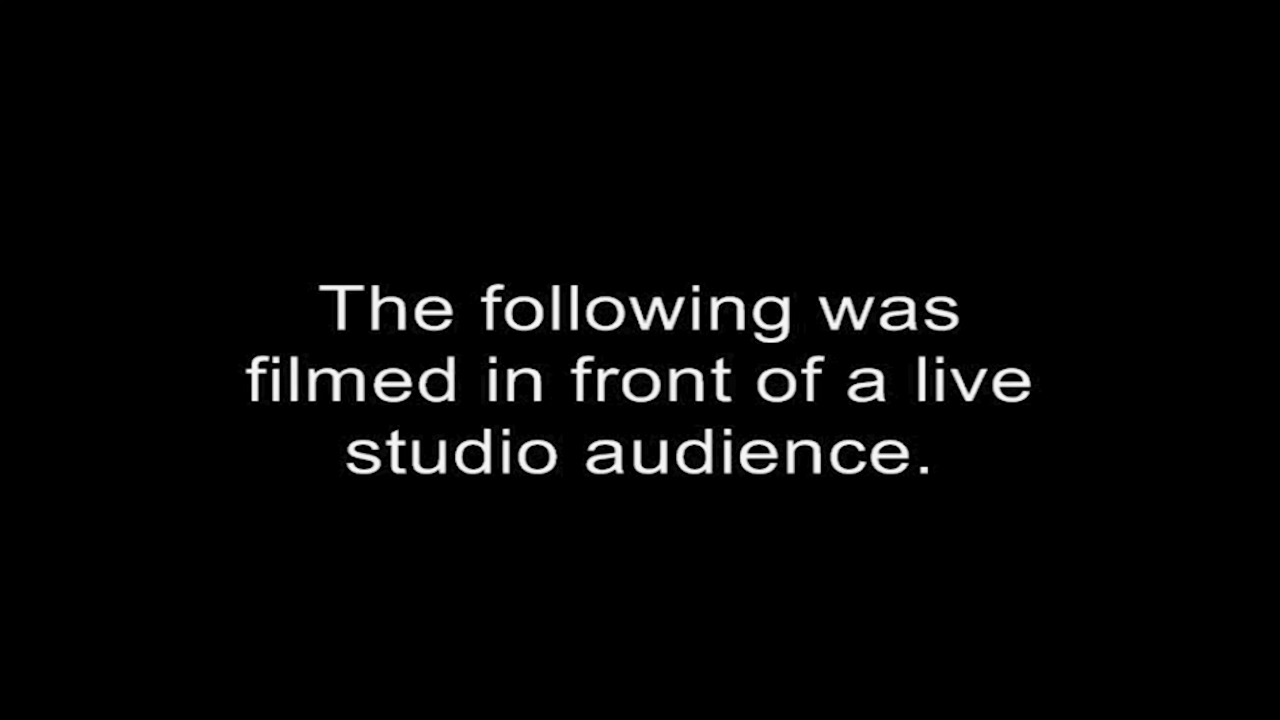 The following was
filmed in front of a live
studio audience.